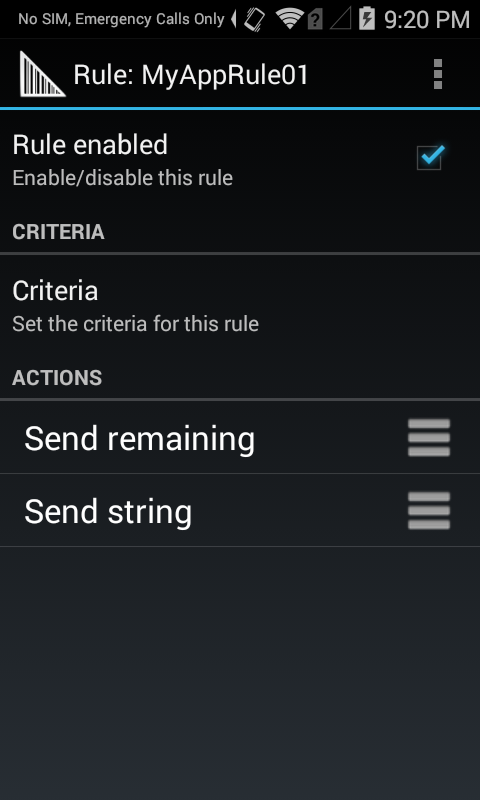 No SIM, Emergency Calls Only
9:20 PM
Rule: MyAppRule01
Rule enabled
Enable/disable this rule
CRITERIA
Criteria
Set the criteria for this rule
ACTIONS
Send remaining
Send string